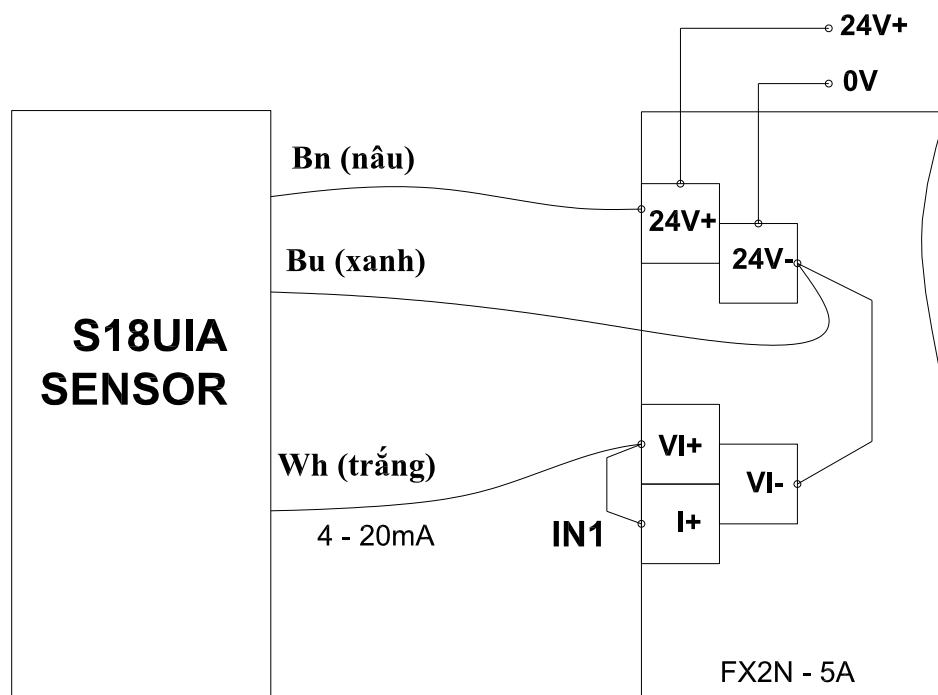 24V+
0V
Bn (nâu)
24V+
24V-
Bu (xanh)
S18UIA
SENSOR
Wh (trắng)
4 - 20mA
VI+
VI-
IN1
I+
FX2N - 5A